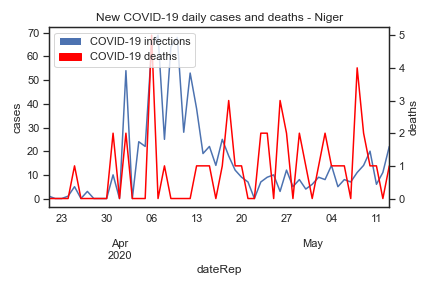 New COVID-19 daily cases and deaths - Niger
COVID-19 infections
COVID-19 deaths
70
60
50
40
30
20
10
0
cases
5
4
3
2
1
0
deaths
23 30 06 13 20 27 04 11
Apr May
2020
dateRep